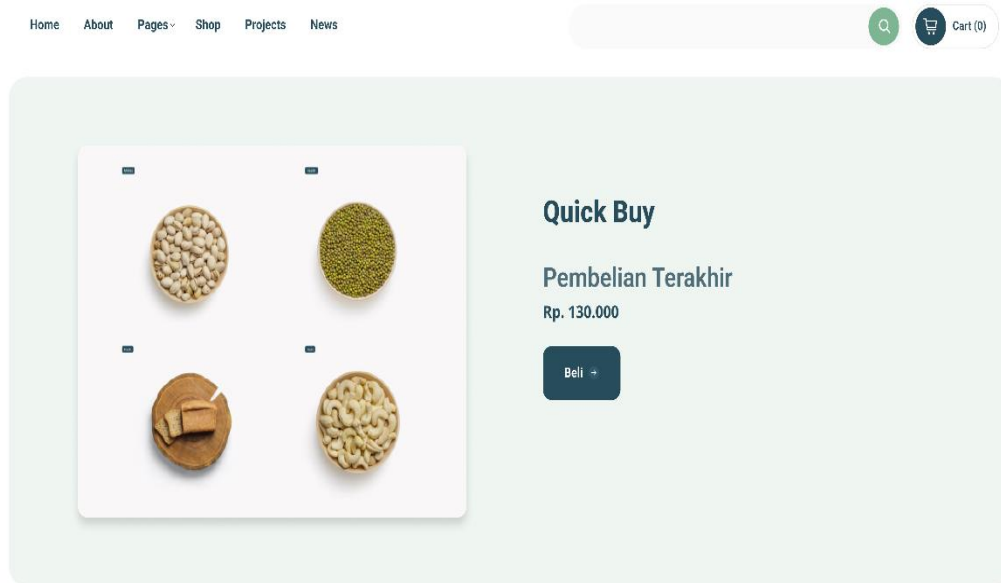 Home About Pages Shop Projects News
Cart (0)
Quick Buy
Pembelian Terakhir
Rp. 130.000
Beli →